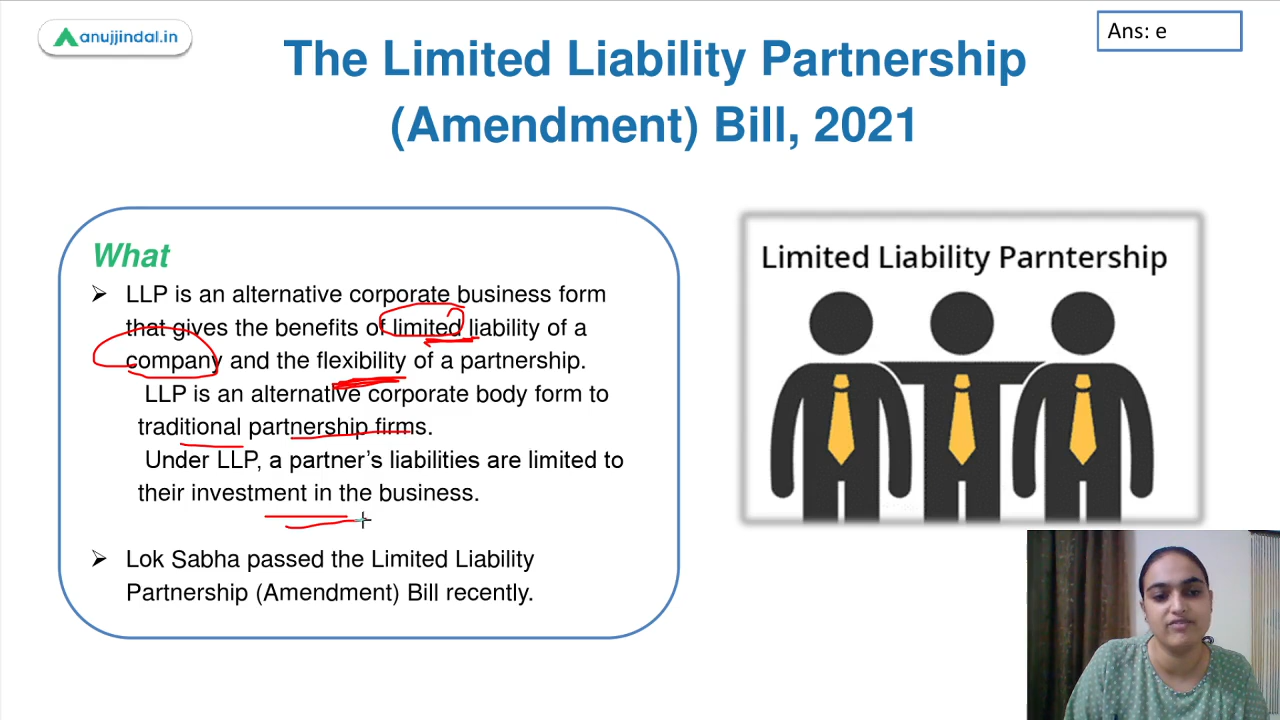 anujjindal.in
Ans: e
The Limited Liability Partnership
(Amendment) Bill, 2021
What
LLP is an alternative corporate business form
that gives the benefits of limited liability of a
company and the flexibility of a partnership.
LLP is an alternative corporate body form to
traditional partnership firms.
Under LLP, a partner’s liabilities are limited to
their investment in the business.
Lok Sabha passed the Limited Liability
Partnership (Amendment) Bill recently.
Limited Liability Parntership